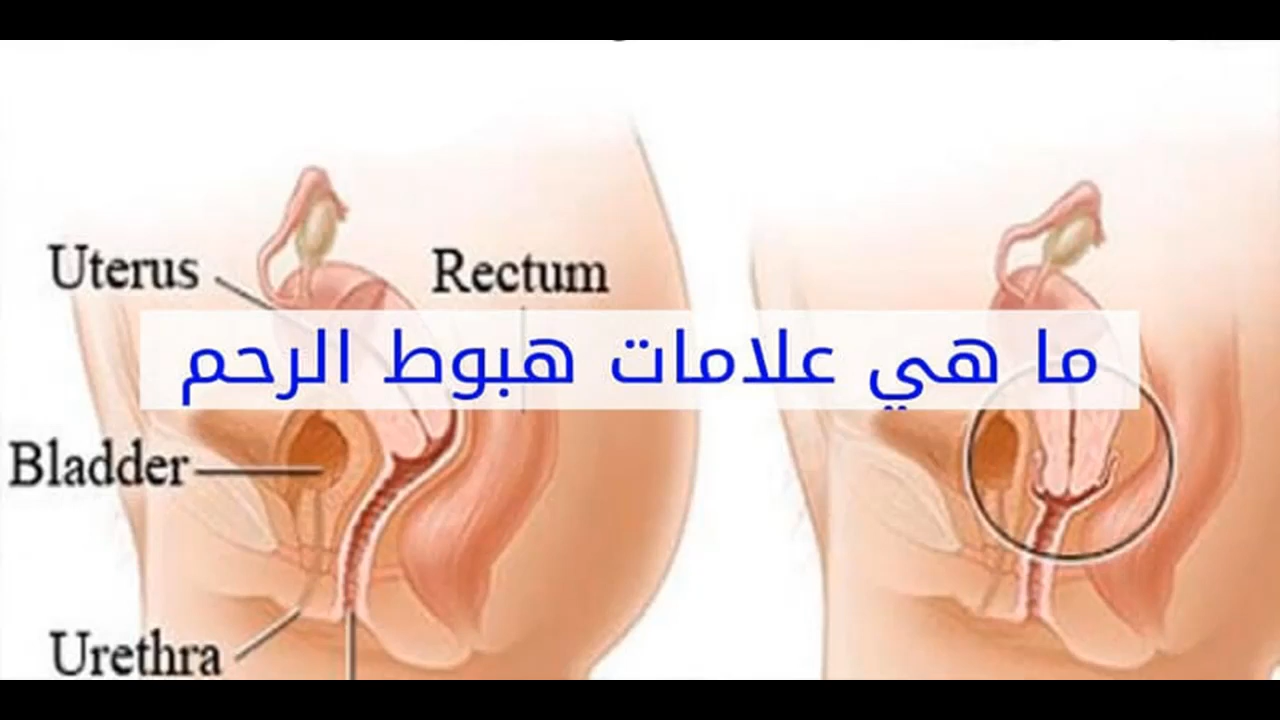 Uterus
Rectum
ما هي علامات هبوط الرحم
Bladder
Urethra